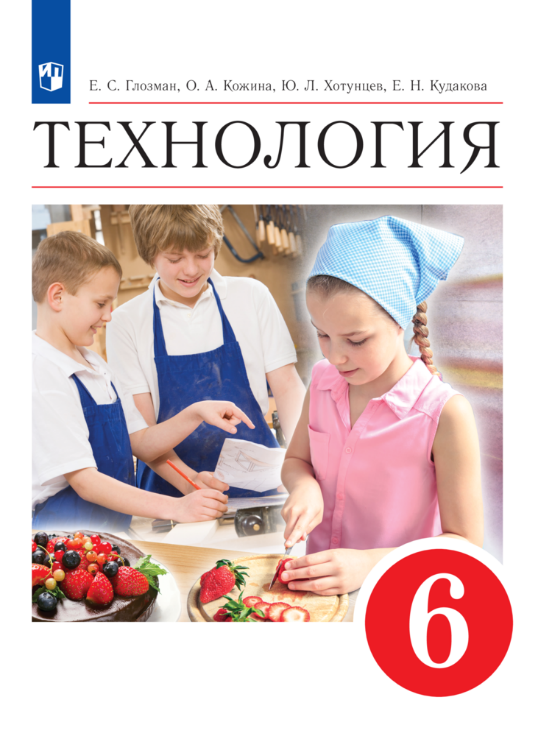 Е. С. Глозман, О. А. Кожина, Ю. Л. Хотунцев, Е. Н. Кудакова
ТЕХНОЛОГИЯ
6